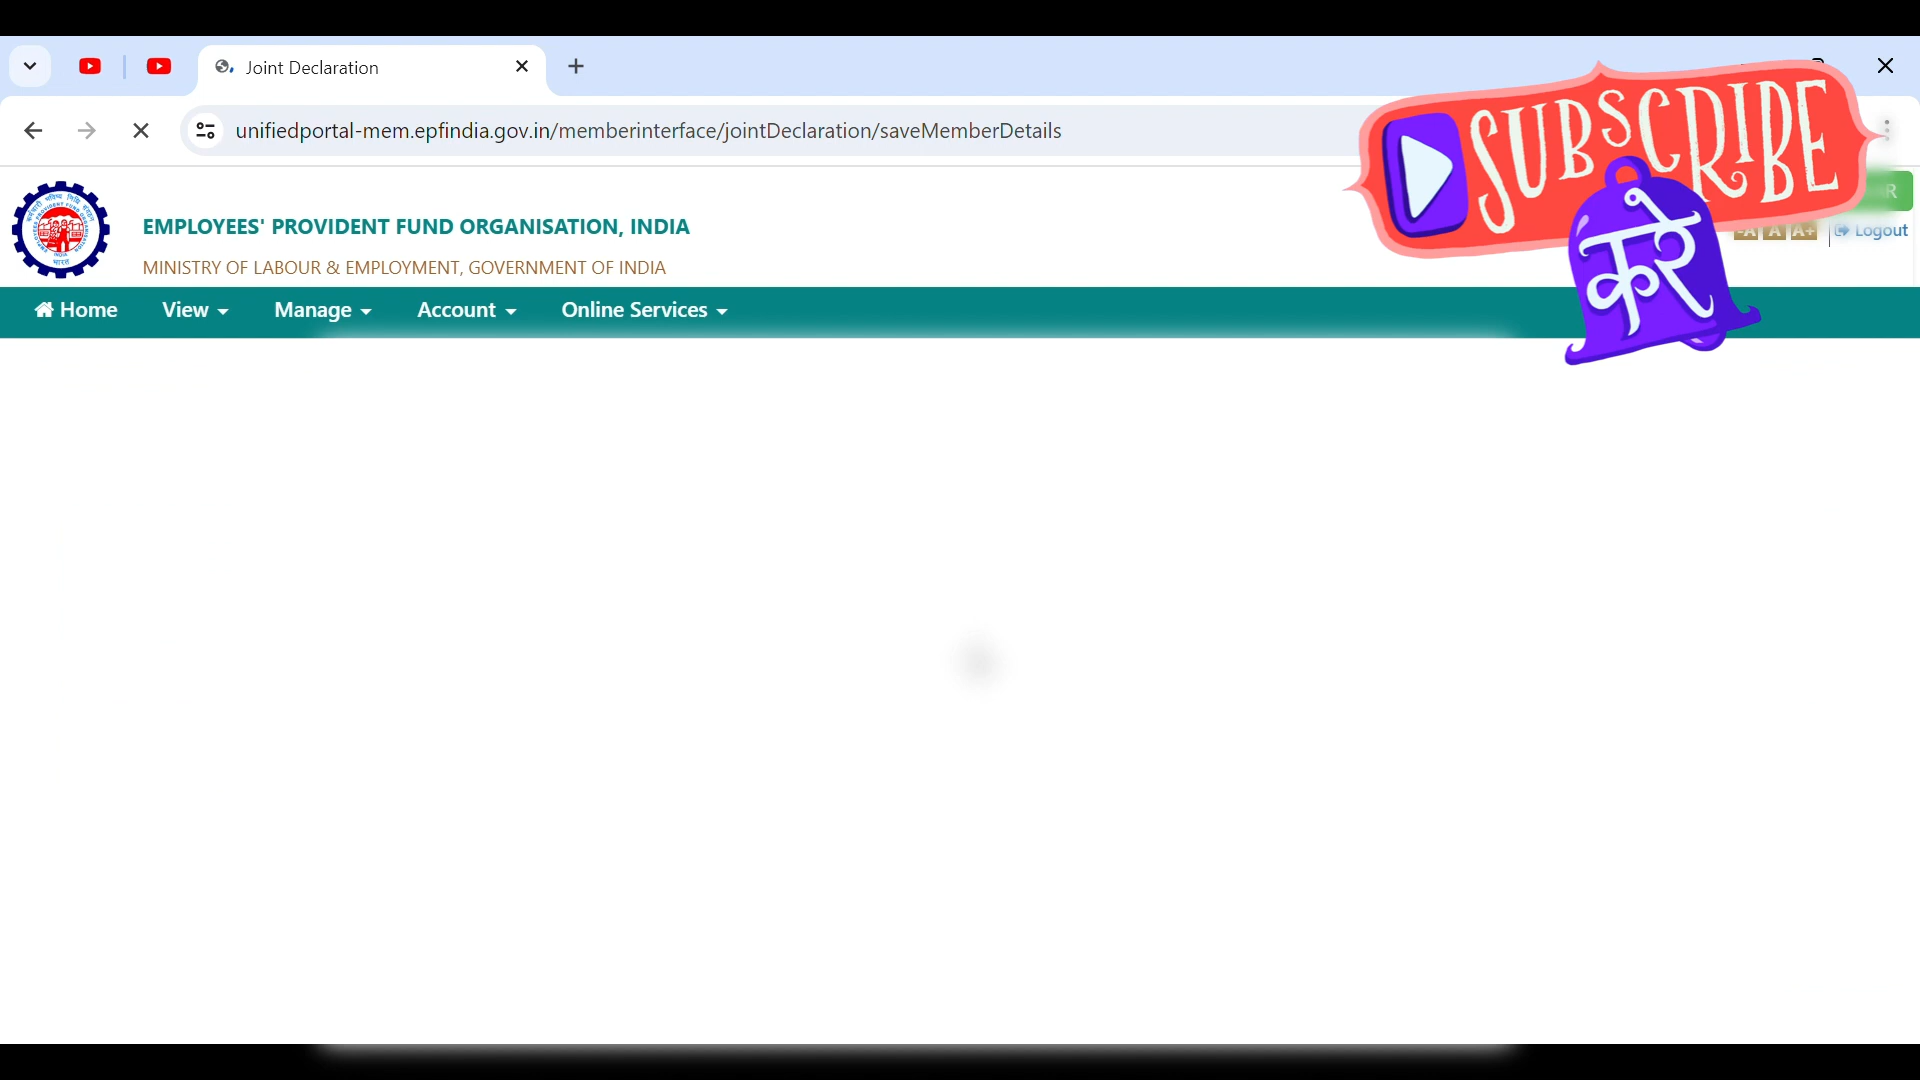 Joint Declaration
unifiedportal-mem.epfindia.gov.in/memberinterface/jointDeclaration/saveMemberDetails
SUBSCRIBE
करे
R
EMPLOYEES' PROVIDENT FUND ORGANISATION, INDIA
-A A A+ Logout
MINISTRY OF LABOUR & EMPLOYMENT, GOVERNMENT OF INDIA
Home View Manage Account Online Services